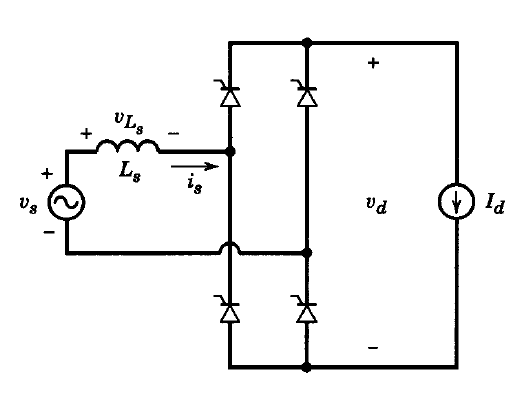 +
v_{L_s}
+ −
L_s
i_s
+
v_s
−
v_d
I_d
−